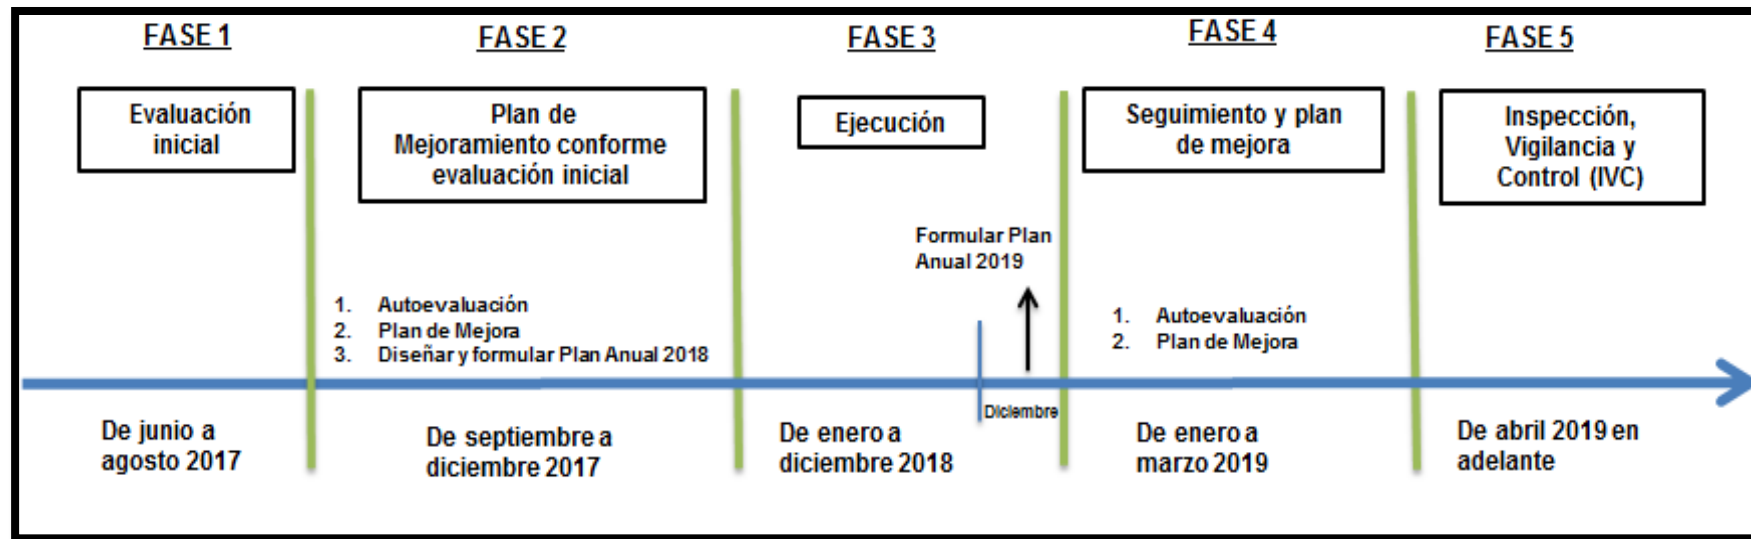 FASE 1
FASE 2
FASE 3
FASE 4
FASE 5
Evaluación
inicial
Plan de
Mejoramiento conforme
evaluación inicial
Ejecución
Seguimiento y plan
de mejora
Inspección,
Vigilancia y
Control (IVC)
Formular Plan
Anual 2019
1. Autoevaluación
2. Plan de Mejora
3. Diseñar y formular Plan Anual 2018
1. Autoevaluación
2. Plan de Mejora
Diciembre
De junio a
agosto 2017
De septiembre a
diciembre 2017
De enero a
diciembre 2018
De enero a
marzo 2019
De abril 2019 en
adelante